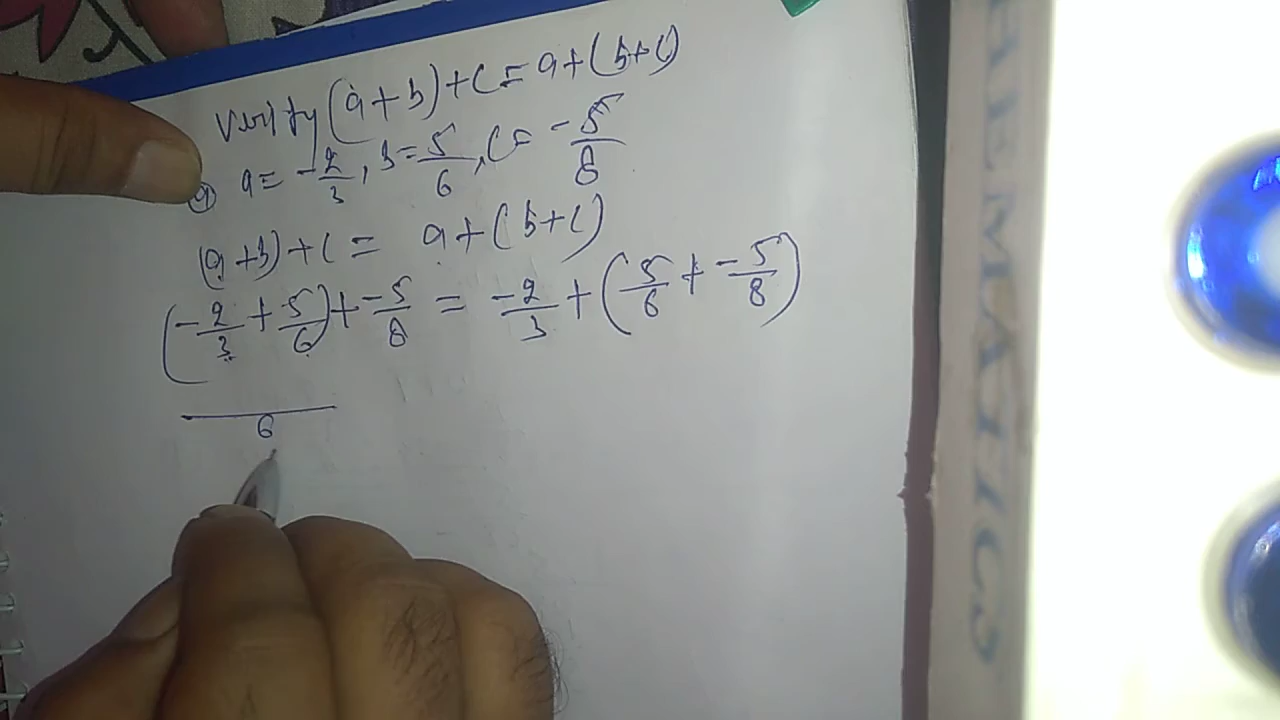 Verify (a+b)+c = a+(b+c)
(a) a = -2/3, b = 5/6, c = -5/8
(a+b)+c = a+(b+c)
(-2/3 + 5/6) + -5/8 = -2/3 + (5/6 + -5/8)
6
HEMATICS